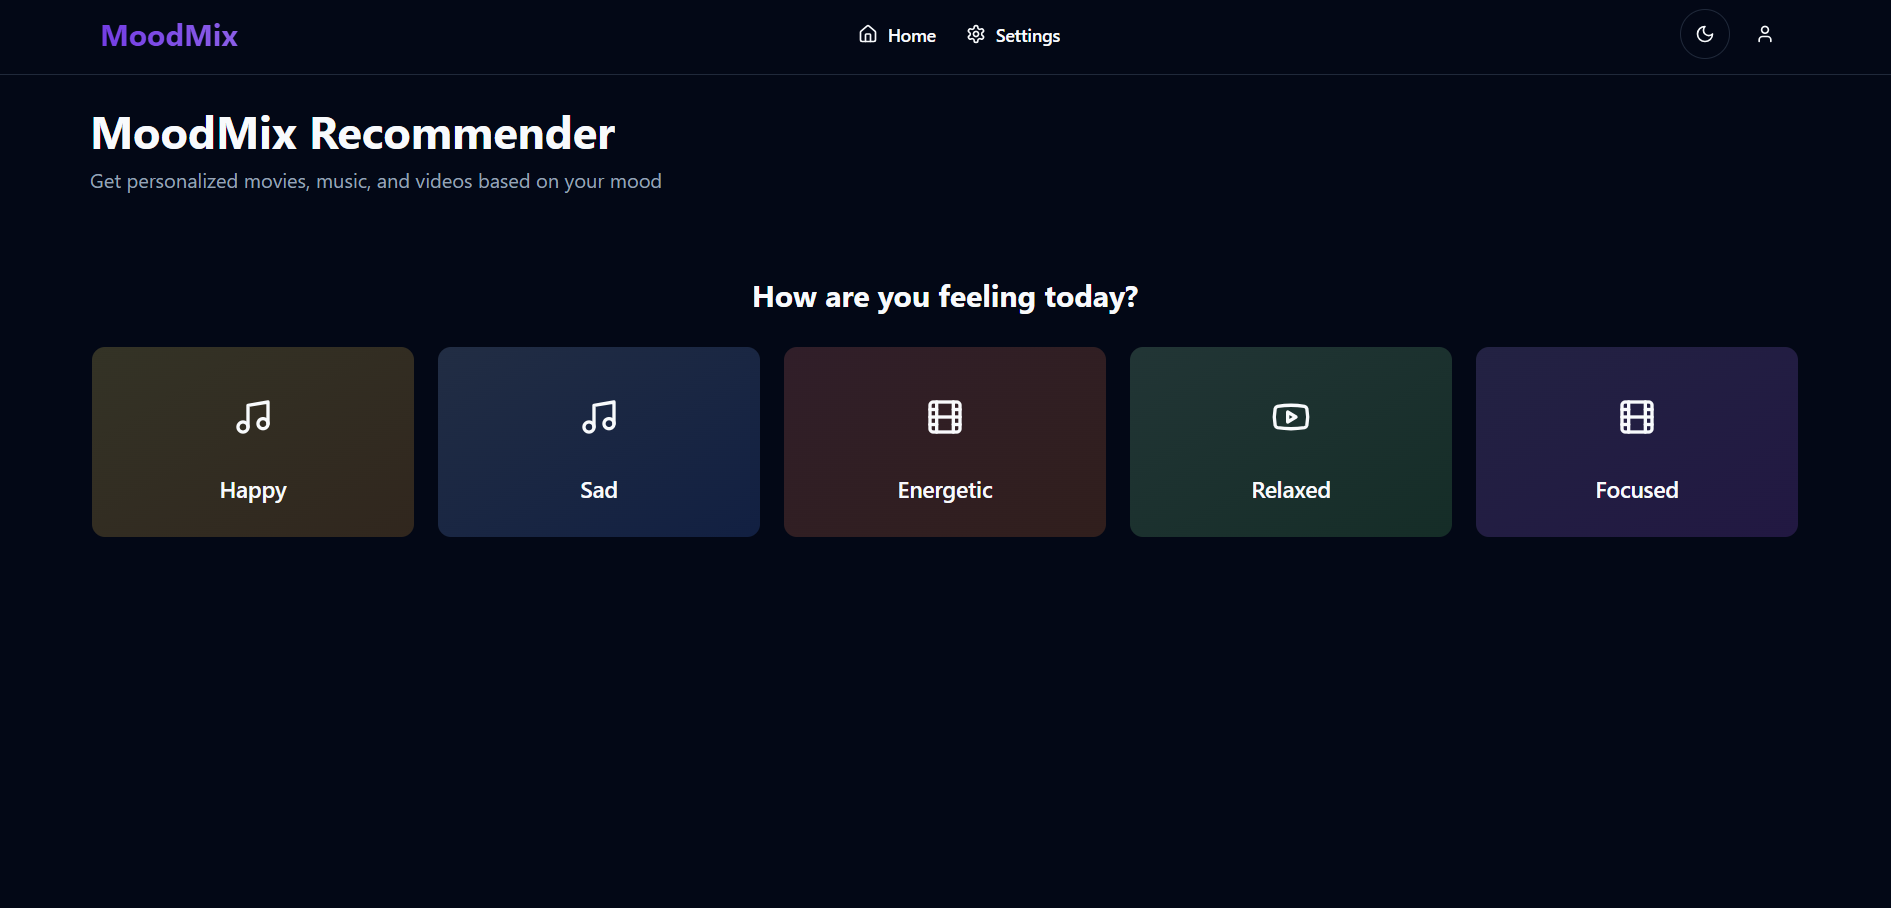 MoodMix
Home
Settings
MoodMix Recommender
Get personalized movies, music, and videos based on your mood
How are you feeling today?
Happy
Sad
Energetic
Relaxed
Focused